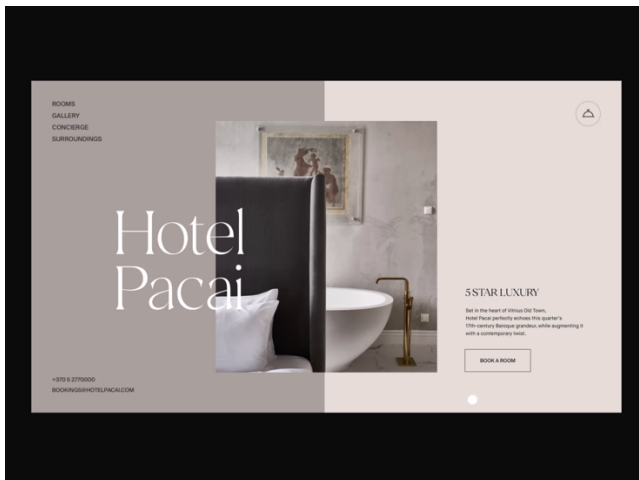 ROOMS
GALLERY
CONCIERGE
SURROUNDINGS
Hotel
Pacai
5 STAR LUXURY
Set in the heart of Vilnius Old Town,
Hotel Pacai perfectly echoes this quarter's
17th-century Baroque grandeur, while augmenting it
with a contemporary twist.
BOOK A ROOM
+370 5 2770000
BOOKINGS@HOTELPACAI.COM